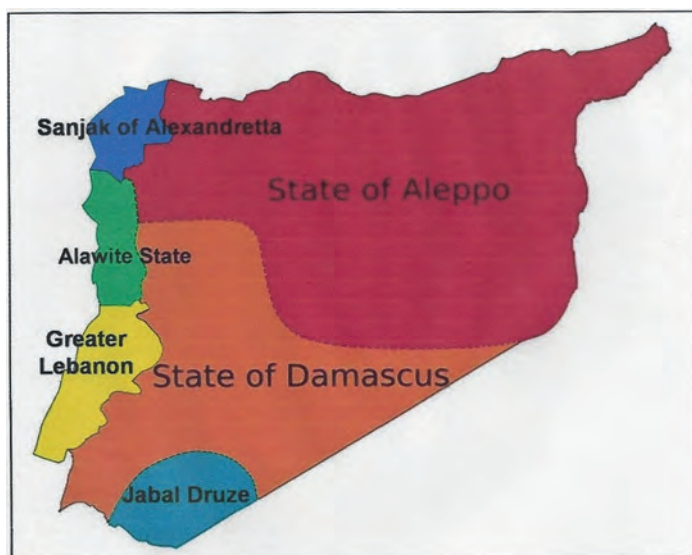 Sanjak of Alexandretta
State of Aleppo
Alawite State
Greater
Lebanon
State of Damascus
Jabal Druze